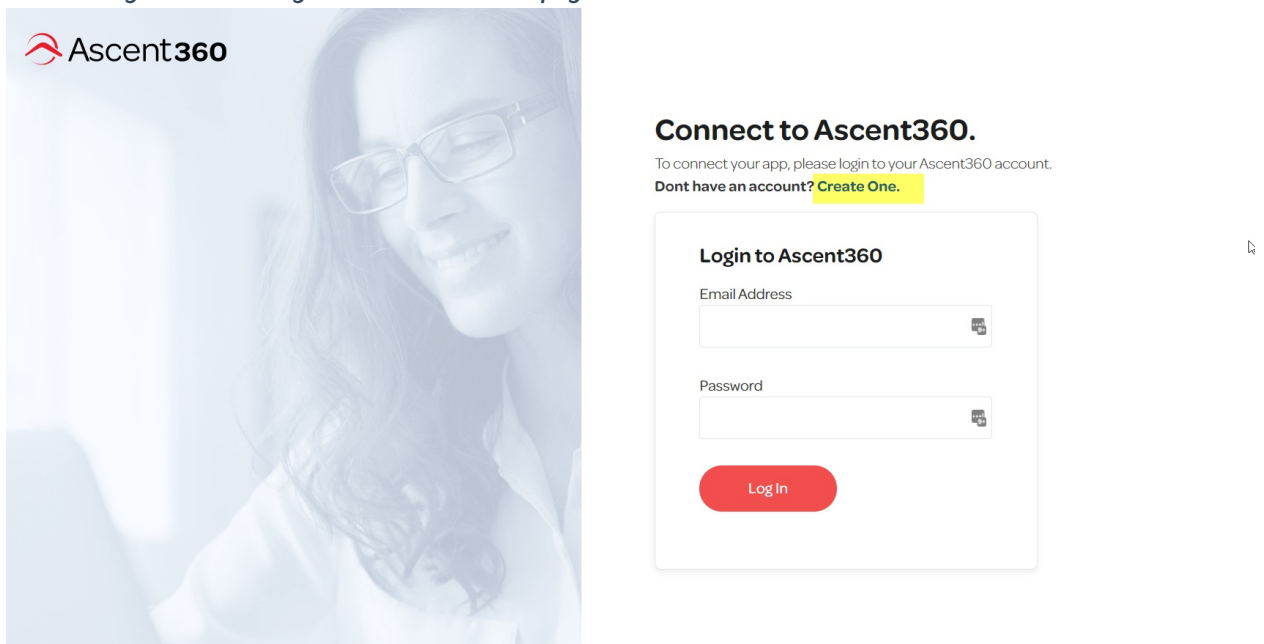 Ascent360
Connect to Ascent360.
To connect your app, please login to your Ascent360 account.
Dont have an account? Create One.
Login to Ascent360
Email Address
Password
Log In